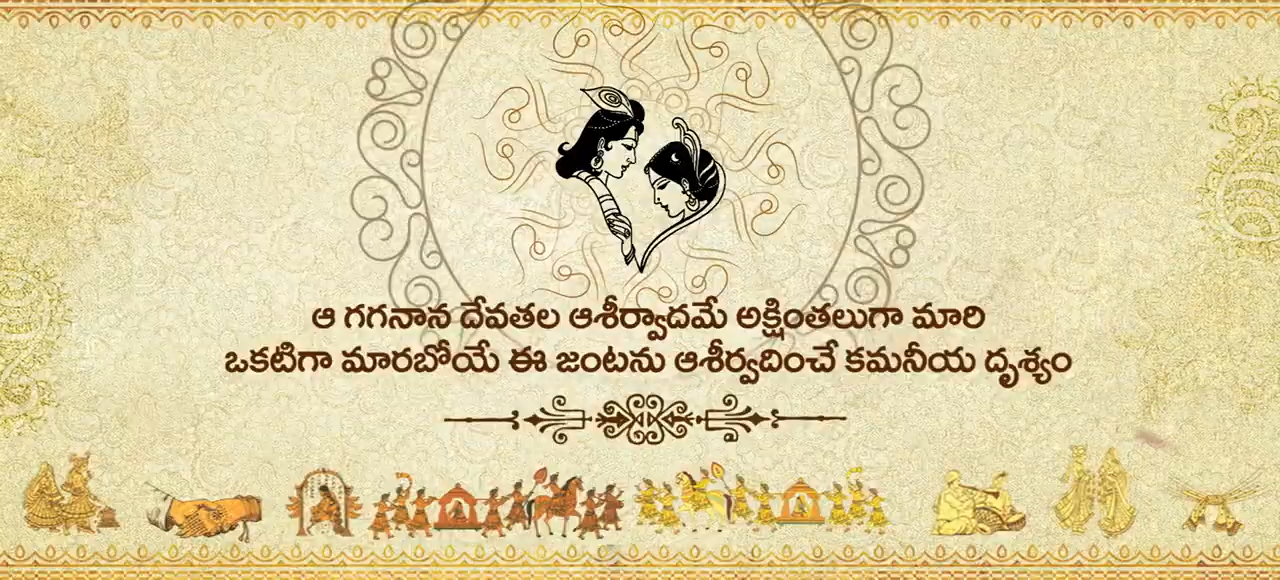 ఆ గగనాన దేవతల ఆశీర్వాదమే అక్షింతలుగా మారి
ఒకటిగా మారబోయే ఈ జంటను ఆశీర్వదించే కమనీయ దృశ్యం